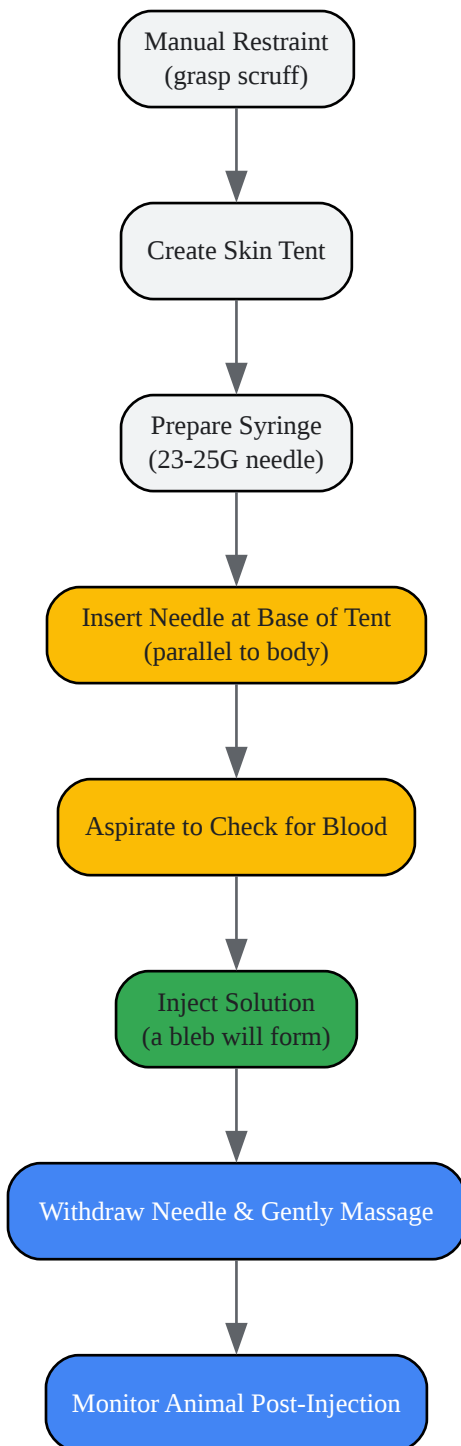 Manual Restraint
(grasp scruff)
Create Skin Tent
Prepare Syringe
(23-25G needle)
Insert Needle at Base of Tent
(parallel to body)
Aspirate to Check for Blood
Inject Solution
(a bleb will form)
Withdraw Needle & Gently Massage
Monitor Animal Post-Injection